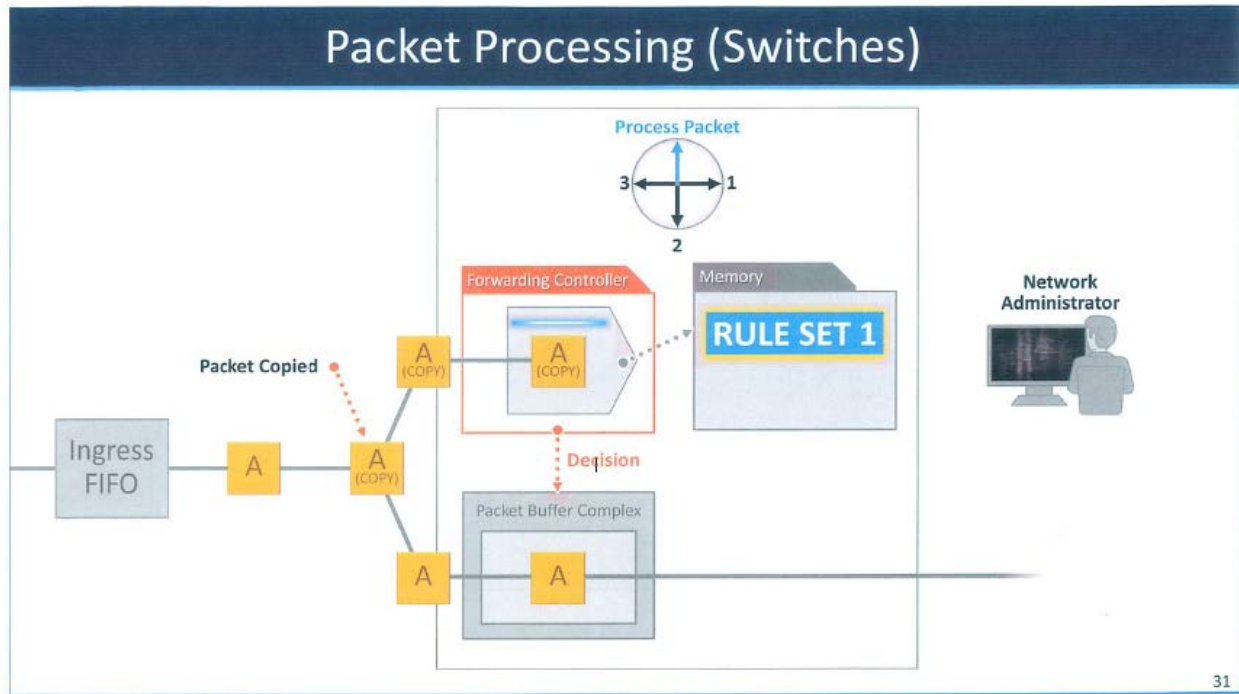 Packet Processing (Switches)
Process Packet
3
1
2
Forwarding Controller
Memory
Network
Administrator
RULE SET 1
Packet Copied
A
(COPY)
A
(COPY)
Ingress
FIFO
A
A
(COPY)
Decision
Packet Buffer Complex
A
A
31